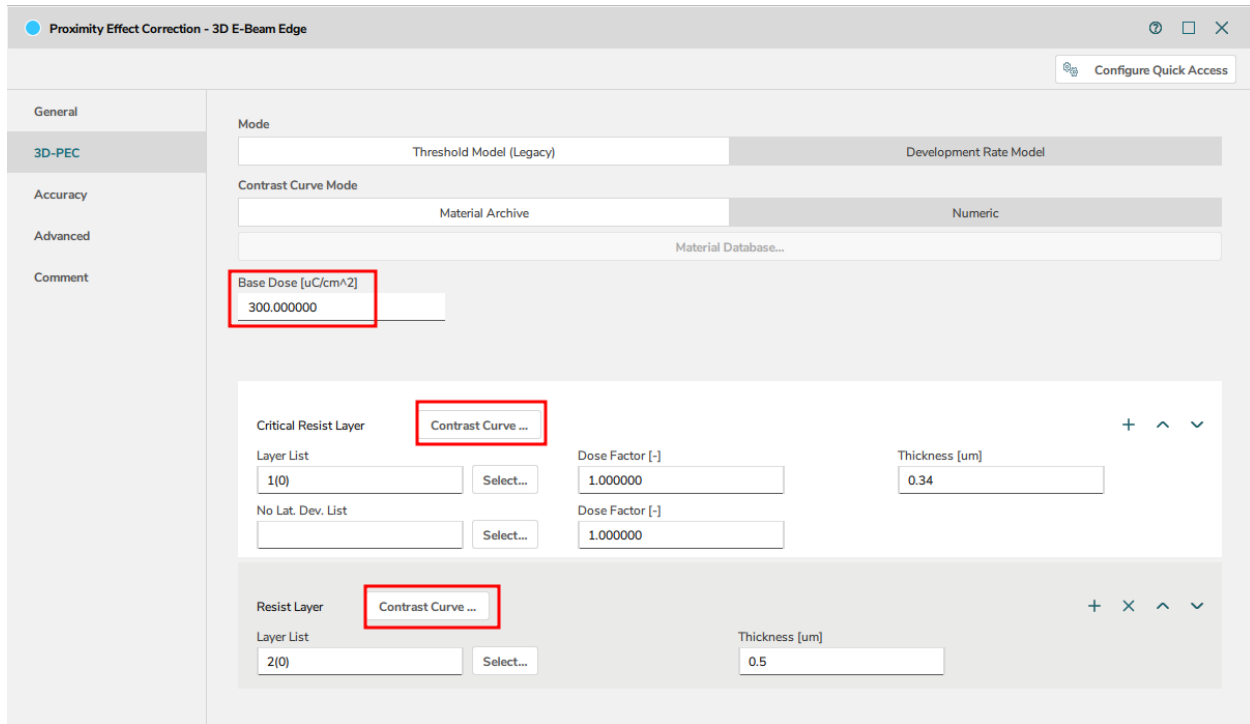 Proximity Effect Correction - 3D E-Beam Edge
Configure Quick Access
General
3D-PEC
Accuracy
Advanced
Comment
Mode
Threshold Model (Legacy) Development Rate Model
Contrast Curve Mode
Material Archive Numeric
Material Database...
Base Dose [uC/cm^2]
300.000000
Critical Resist Layer Contrast Curve ...
Layer List Dose Factor [-] Thickness [um]
1(0) Select... 1.000000 0.34
No Lat. Dev. List Dose Factor [-]
Select... 1.000000
Resist Layer Contrast Curve ...
Layer List Thickness [um]
2(0) Select... 0.5